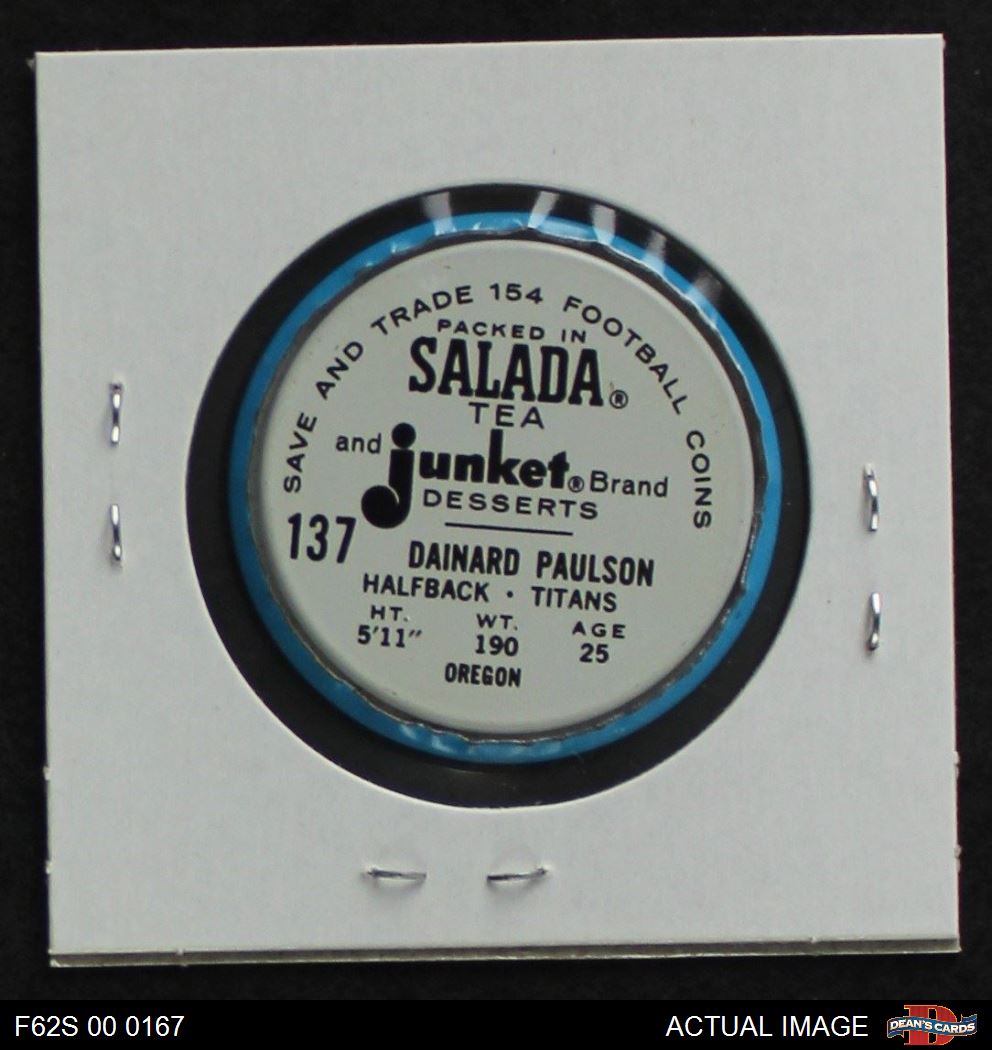 SAVE AND TRADE 154 FOOTBALL COINS
PACKED IN
SALADA®
TEA
and junket® Brand
DESSERTS
137
DAINARD PAULSON
HALFBACK · TITANS
HT. WT. AGE
5'11" 190 25
OREGON
F62S 00 0167
ACTUAL IMAGE
D
DEAN'S CARDS